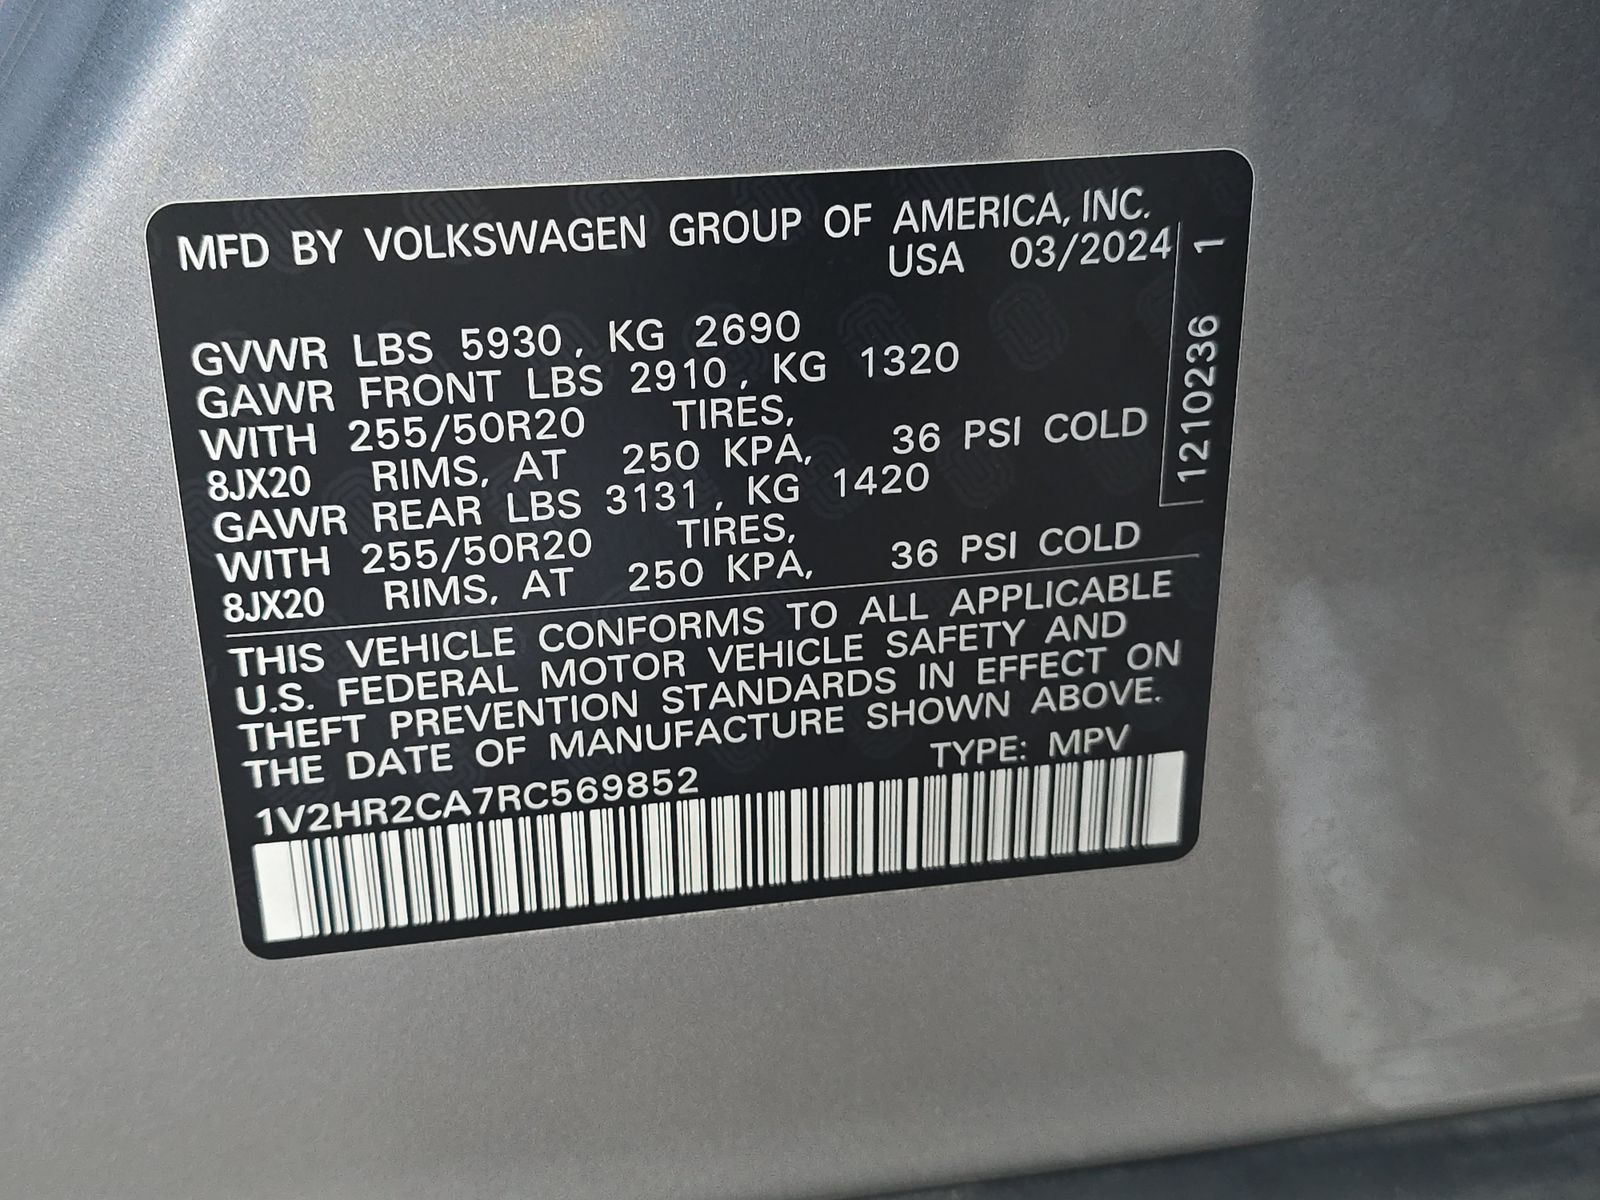 MFD BY VOLKSWAGEN GROUP OF AMERICA, INC.
USA 03/2024
GVWR LBS 5930, KG 2690
GAWR FRONT LBS 2910, KG 1320
WITH 255/50R20 TIRES,
8JX20 RIMS, AT 250 KPA, 36 PSI COLD
GAWR REAR LBS 3131, KG 1420
WITH 255/50R20 TIRES,
8JX20 RIMS, AT 250 KPA, 36 PSI COLD
THIS VEHICLE CONFORMS TO ALL APPLICABLE
U.S. FEDERAL MOTOR VEHICLE SAFETY AND
THEFT PREVENTION STANDARDS IN EFFECT ON
THE DATE OF MANUFACTURE SHOWN ABOVE.
1V2HR2CA7RC569852 TYPE: MPV
1210236 1